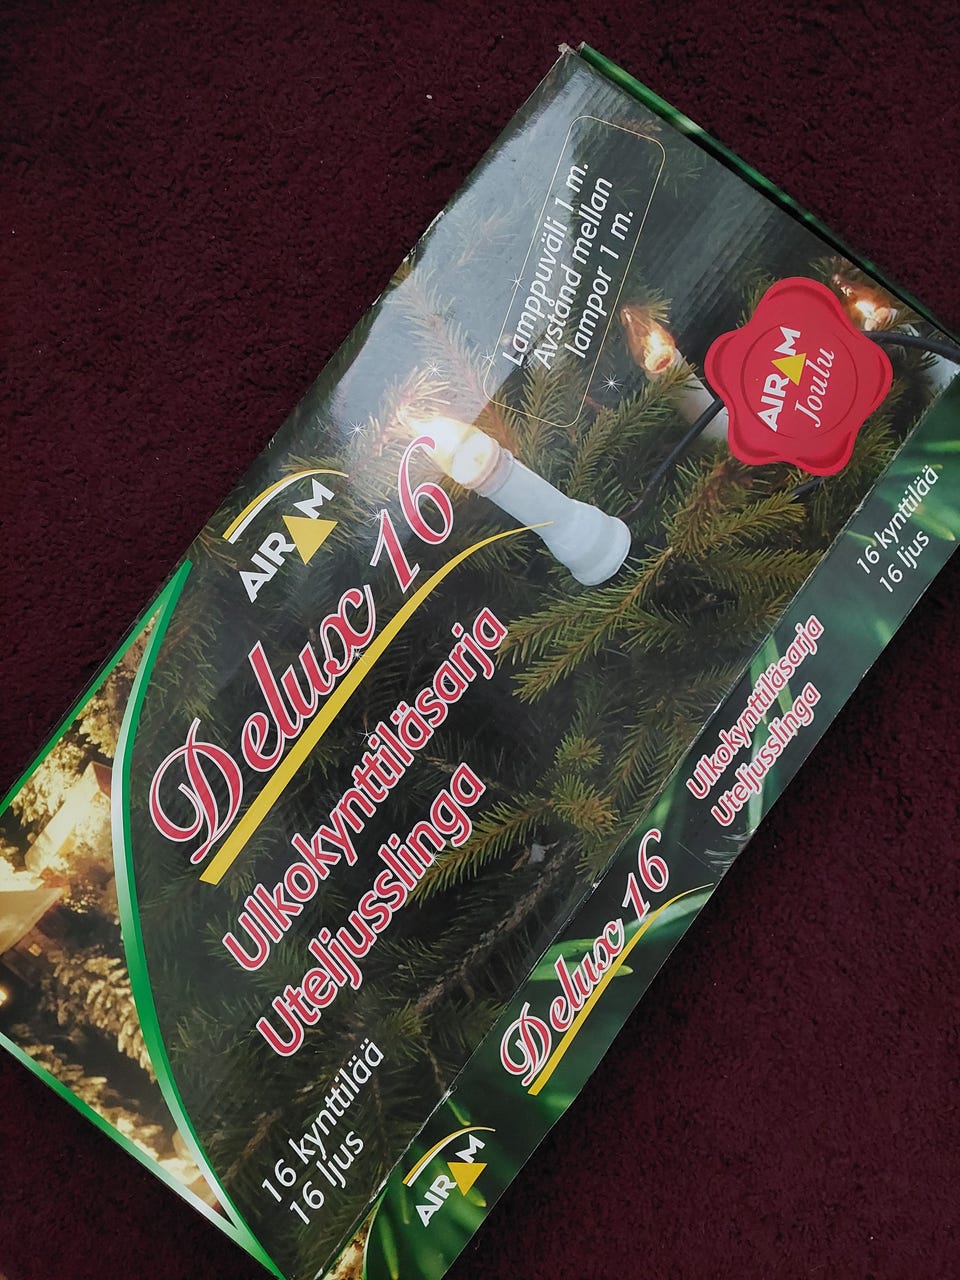 Lamppuväli 1 m.
Avstånd mellan
lampor 1 m.
AIRAM
Joulu
AIRAM
Delux 16
Ulkokynttiläsarja
Uteljusslinga
16 kynttilää
16 ljus
AIRAM
Delux 16
Ulkokynttiläsarja
Uteljusslinga
16 kynttilää
16 ljus